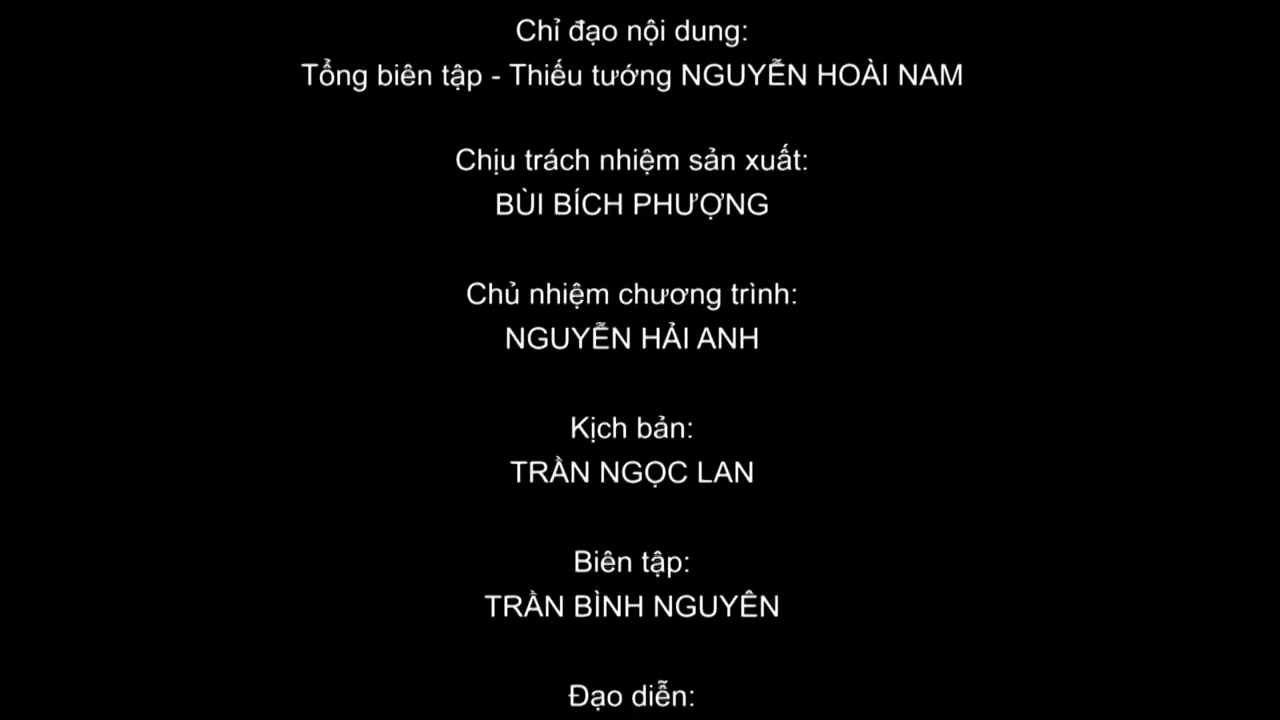 Chỉ đạo nội dung:
Tổng biên tập - Thiếu tướng NGUYỄN HOÀI NAM
Chịu trách nhiệm sản xuất:
BÙI BÍCH PHƯỢNG
Chủ nhiệm chương trình:
NGUYỄN HẢI ANH
Kịch bản:
TRẦN NGỌC LAN
Biên tập:
TRẦN BÌNH NGUYÊN
Đạo diễn: